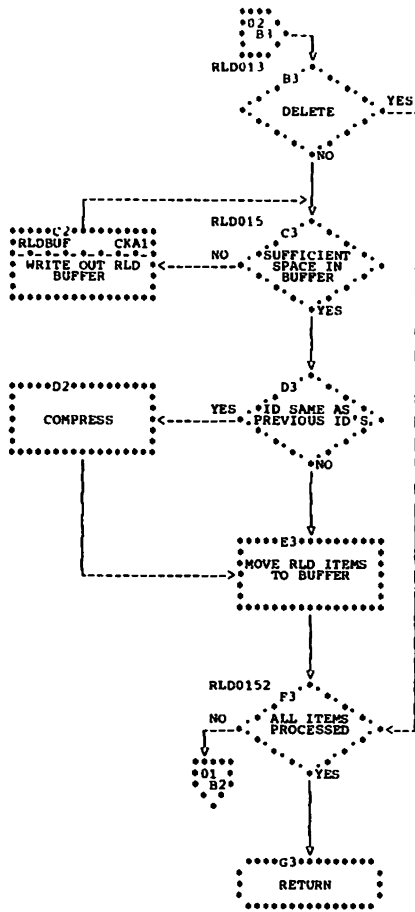 02
B3
RLD013
B3
DELETE
YES
NO
RLD015
C2
RLDBUF CKA1
WRITE OUT RLD
BUFFER
NO
C3
SUFFICIENT
SPACE IN
BUFFER
YES
D2
COMPRESS
YES
D3
ID SAME AS
PREVIOUS ID'S.
NO
E3
MOVE RLD ITEMS
TO BUFFER
RLD0152
F3
NO
ALL ITEMS
PROCESSED
01
B2
YES
G3
RETURN